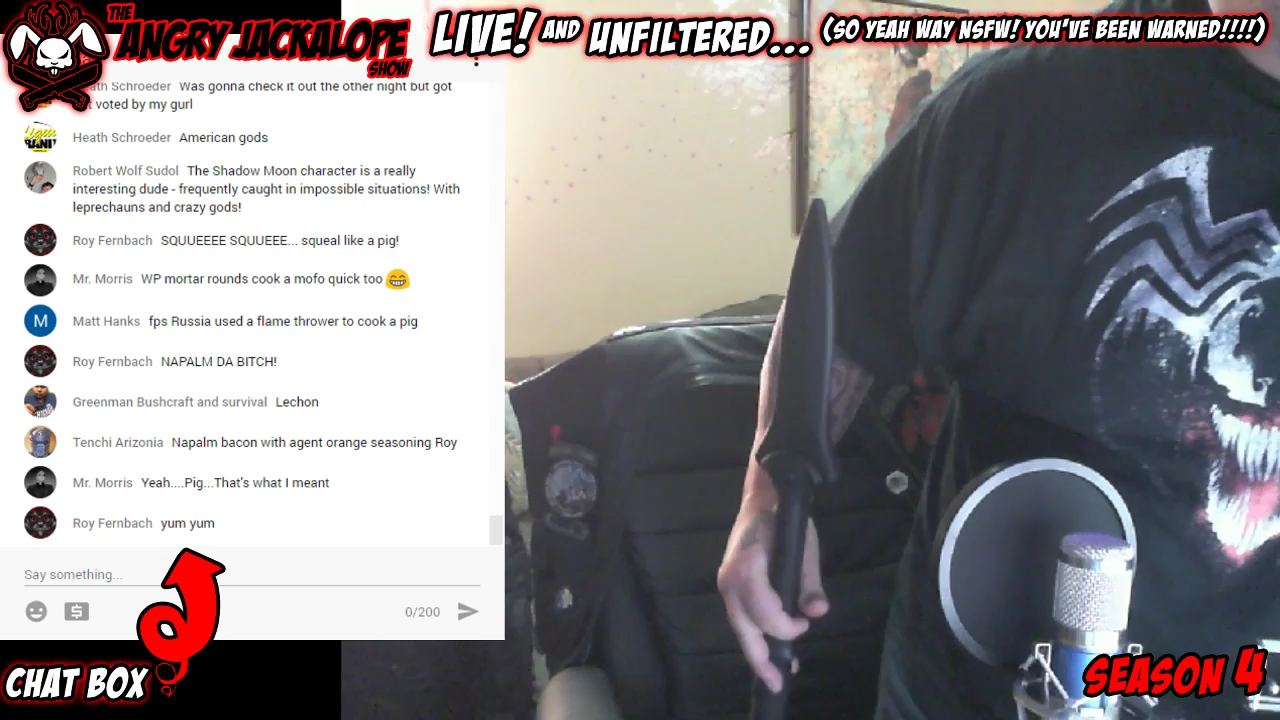 THE
ANGRY JACKALOPE
SHOW
LIVE! AND UNFILTERED... (SO YEAH WAY NSFW! YOU'VE BEEN WARNED!!!!)
Schroeder Was gonna check it out the other night but got
voted by my gurl
Heath Schroeder American gods
Robert Wolf Sudol The Shadow Moon character is a really
interesting dude - frequently caught in impossible situations! With
leprechauns and crazy gods!
Roy Fernbach SQUUEEEE SQUUEEE... squeal like a pig!
Mr. Morris WP mortar rounds cook a mofo quick too 😁
M Matt Hanks fps Russia used a flame thrower to cook a pig
Roy Fernbach NAPALM DA BITCH!
Greenman Bushcraft and survival Lechon
Tenchi Arizonia Napalm bacon with agent orange seasoning Roy
Mr. Morris Yeah....Pig...That's what I meant
Roy Fernbach yum yum
Say something...
0/200
CHAT BOX
SEASON 4